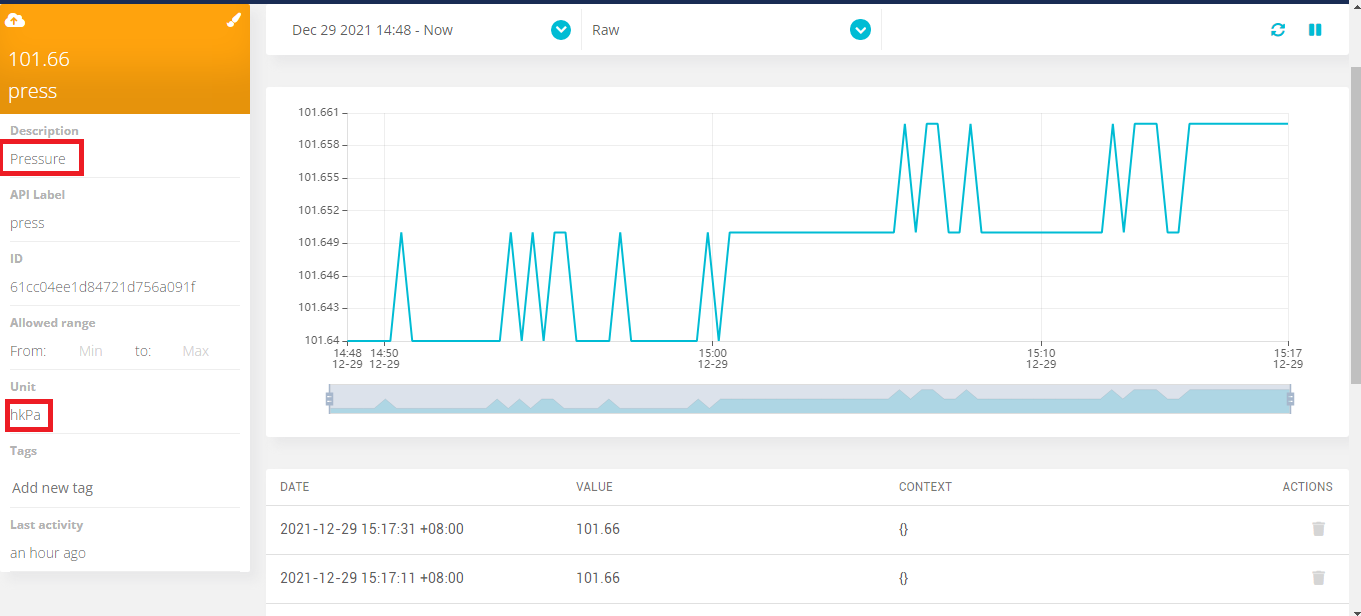 Dec 29 2021 14:48 - Now
Raw
101.66
press
Description
Pressure
API Label
press
ID
61cc04ee1d84721d756a091f
Allowed range
From: Min to: Max
Unit
hkPa
Tags
Add new tag
Last activity
an hour ago
101.661
101.658
101.655
101.652
101.649
101.646
101.643
101.64
14:48 14:50 15:00 15:10 15:17
12-29 12-29 12-29 12-29 12-29
DATE VALUE CONTEXT ACTIONS
2021-12-29 15:17:31 +08:00 101.66 {}
2021-12-29 15:17:11 +08:00 101.66 {}